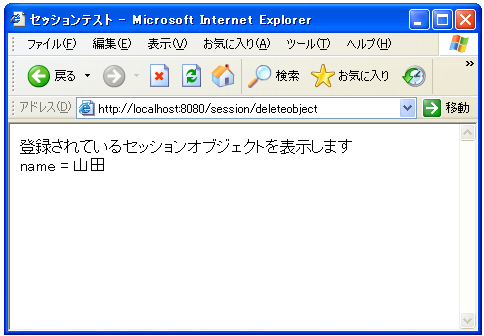 セッションテスト - Microsoft Internet Explorer
ファイル(F) 編集(E) 表示(V) お気に入り(A) ツール(T) ヘルプ(H)
戻る 検索 お気に入り »
アドレス(D) http://localhost:8080/session/deleteobject 移動
登録されているセッションオブジェクトを表示します
name = 山田